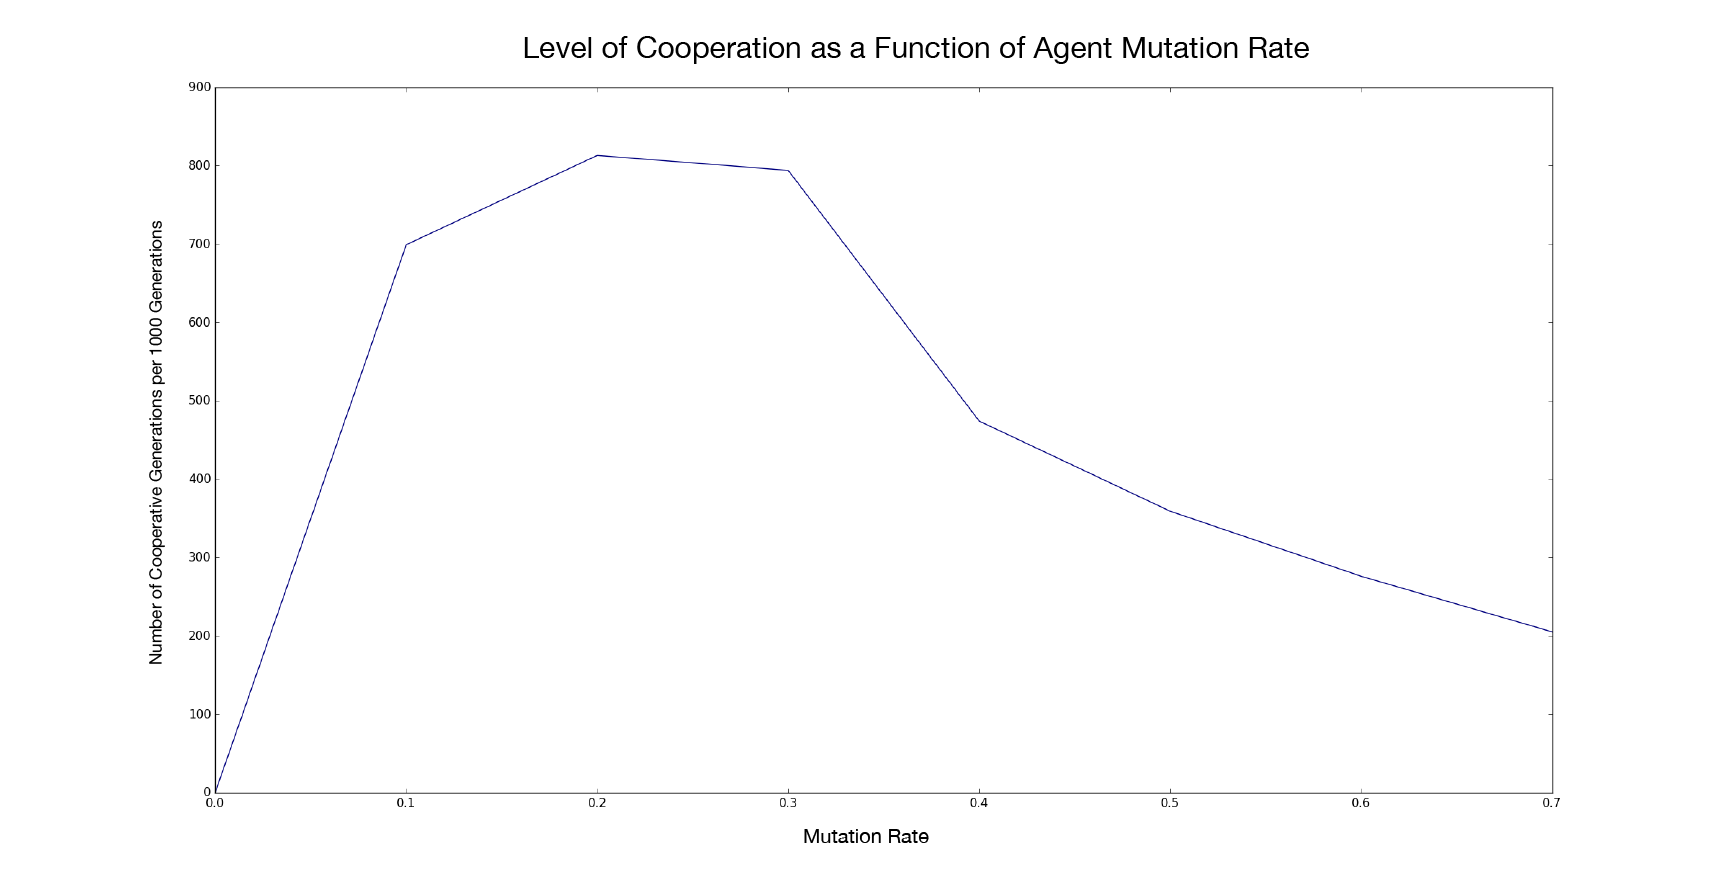 Level of Cooperation as a Function of Agent Mutation Rate
900
800
700
600
500
400
300
200
100
0
Number of Cooperative Generations per 1000 Generations
0.0 0.1 0.2 0.3 0.4 0.5 0.6 0.7
Mutation Rate